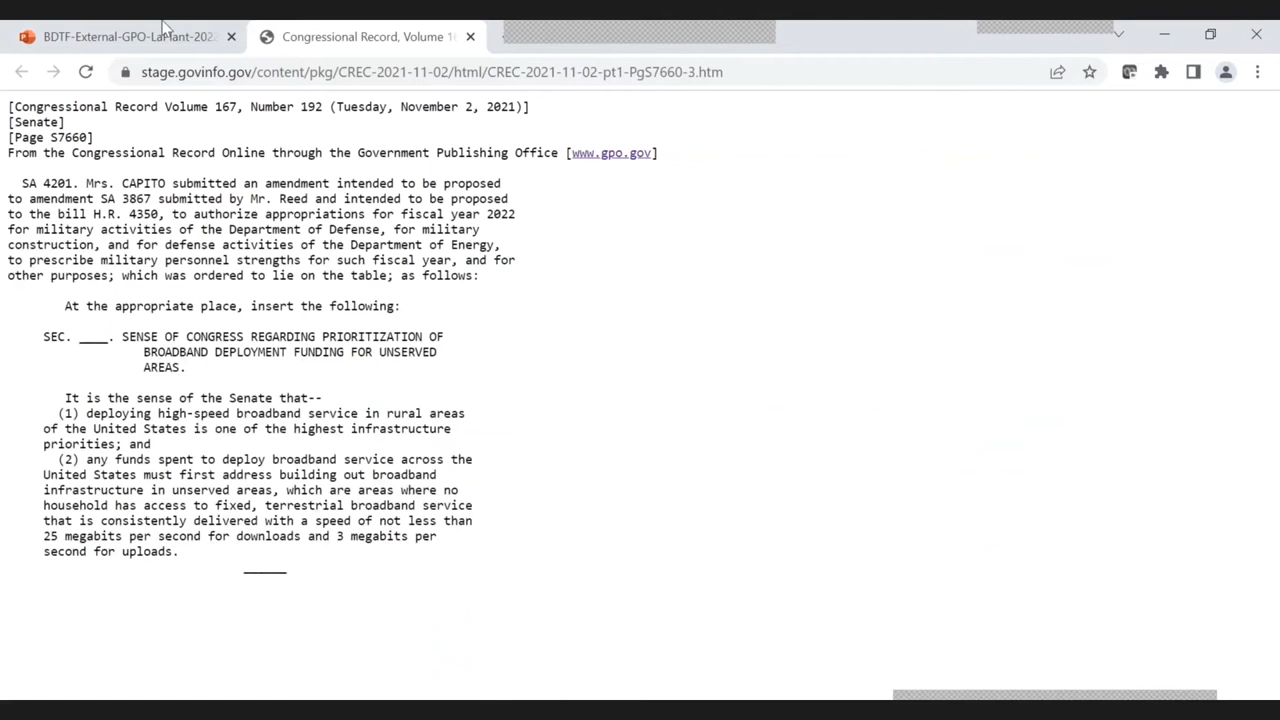 BDTF-External-GPO-LaPlant-202
Congressional Record, Volume 1
stage.govinfo.gov/content/pkg/CREC-2021-11-02/html/CREC-2021-11-02-pt1-PgS7660-3.htm
[Congressional Record Volume 167, Number 192 (Tuesday, November 2, 2021)]
[Senate]
[Page S7660]
From the Congressional Record Online through the Government Publishing Office [www.gpo.gov]
SA 4201. Mrs. CAPITO submitted an amendment intended to be proposed
to amendment SA 3867 submitted by Mr. Reed and intended to be proposed
to the bill H.R. 4350, to authorize appropriations for fiscal year 2022
for military activities of the Department of Defense, for military
construction, and for defense activities of the Department of Energy,
to prescribe military personnel strengths for such fiscal year, and for
other purposes; which was ordered to lie on the table; as follows:
At the appropriate place, insert the following:
SEC. ____. SENSE OF CONGRESS REGARDING PRIORITIZATION OF
BROADBAND DEPLOYMENT FUNDING FOR UNSERVED
AREAS.
It is the sense of the Senate that--
(1) deploying high-speed broadband service in rural areas
of the United States is one of the highest infrastructure
priorities; and
(2) any funds spent to deploy broadband service across the
United States must first address building out broadband
infrastructure in unserved areas, which are areas where no
household has access to fixed, terrestrial broadband service
that is consistently delivered with a speed of not less than
25 megabits per second for downloads and 3 megabits per
second for uploads.
______